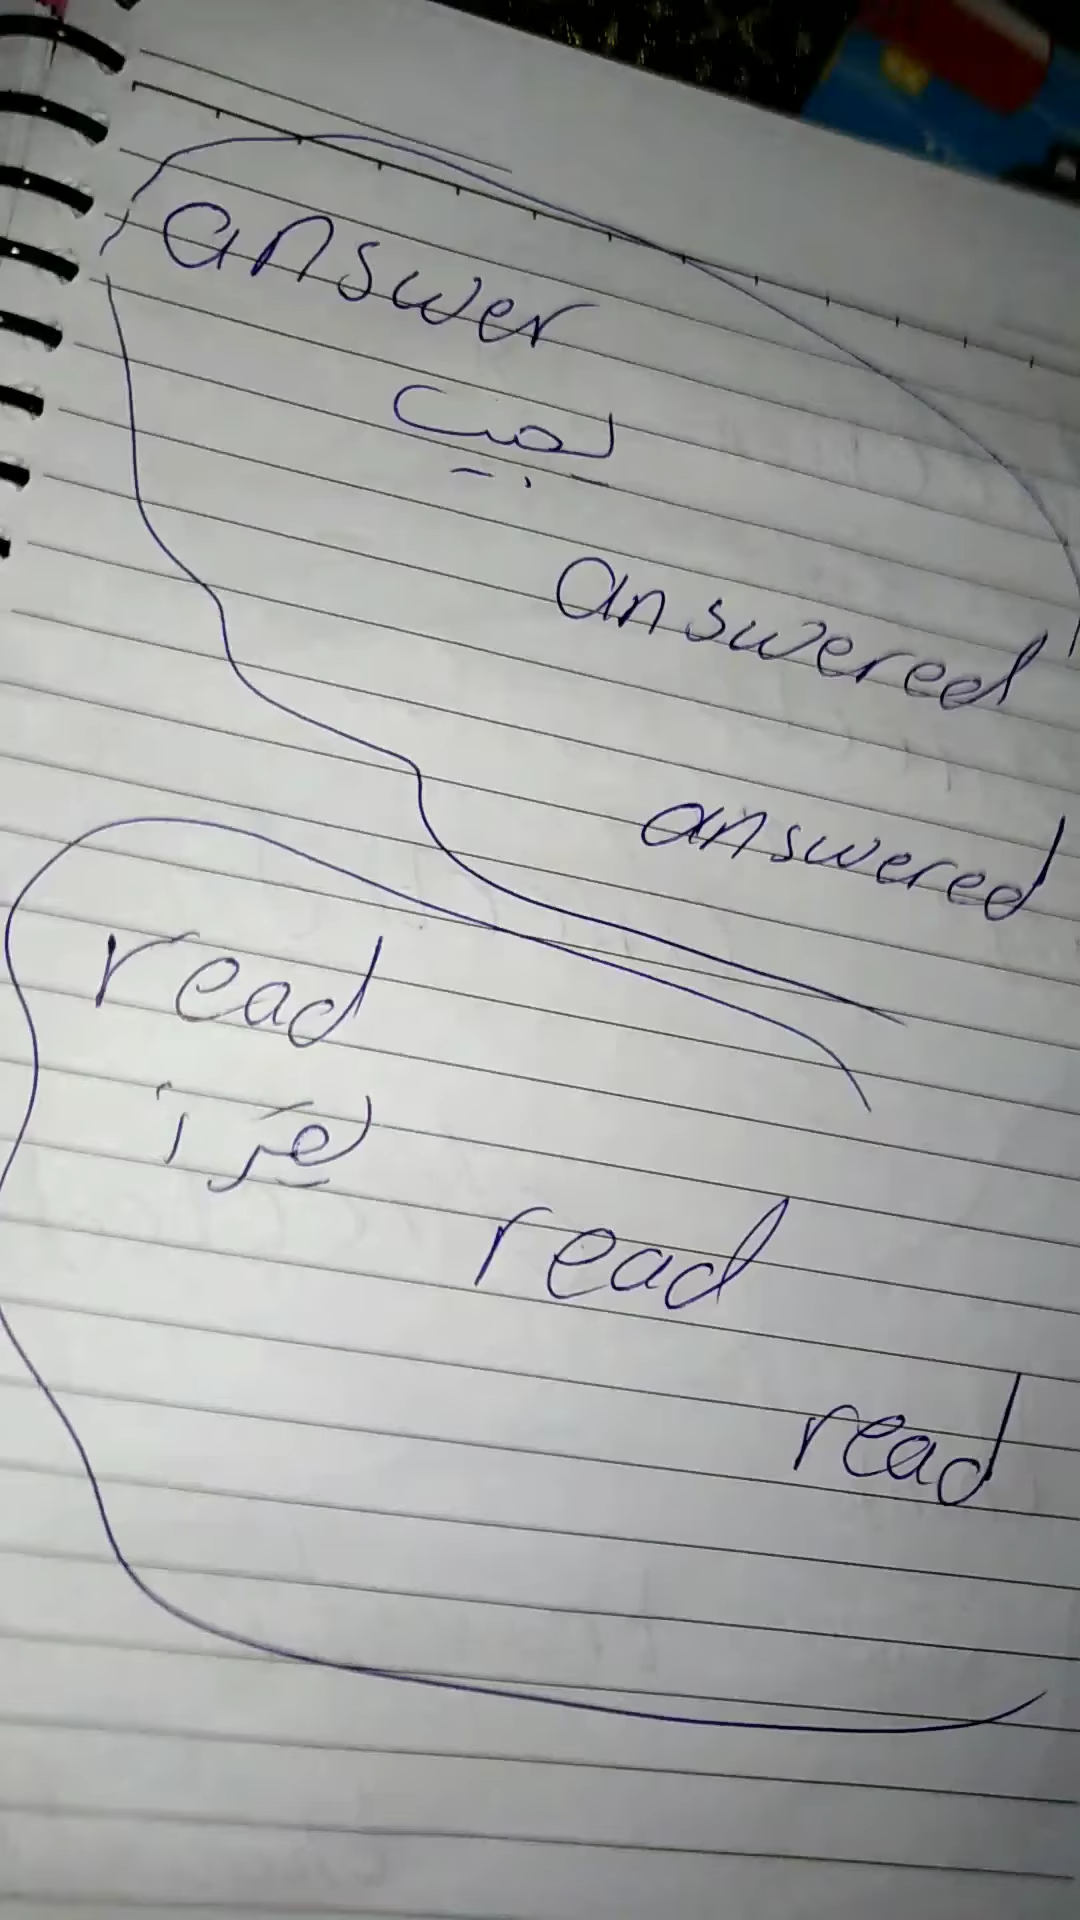 answer
يجيب
answered
answered
read
يقرأ
read
read